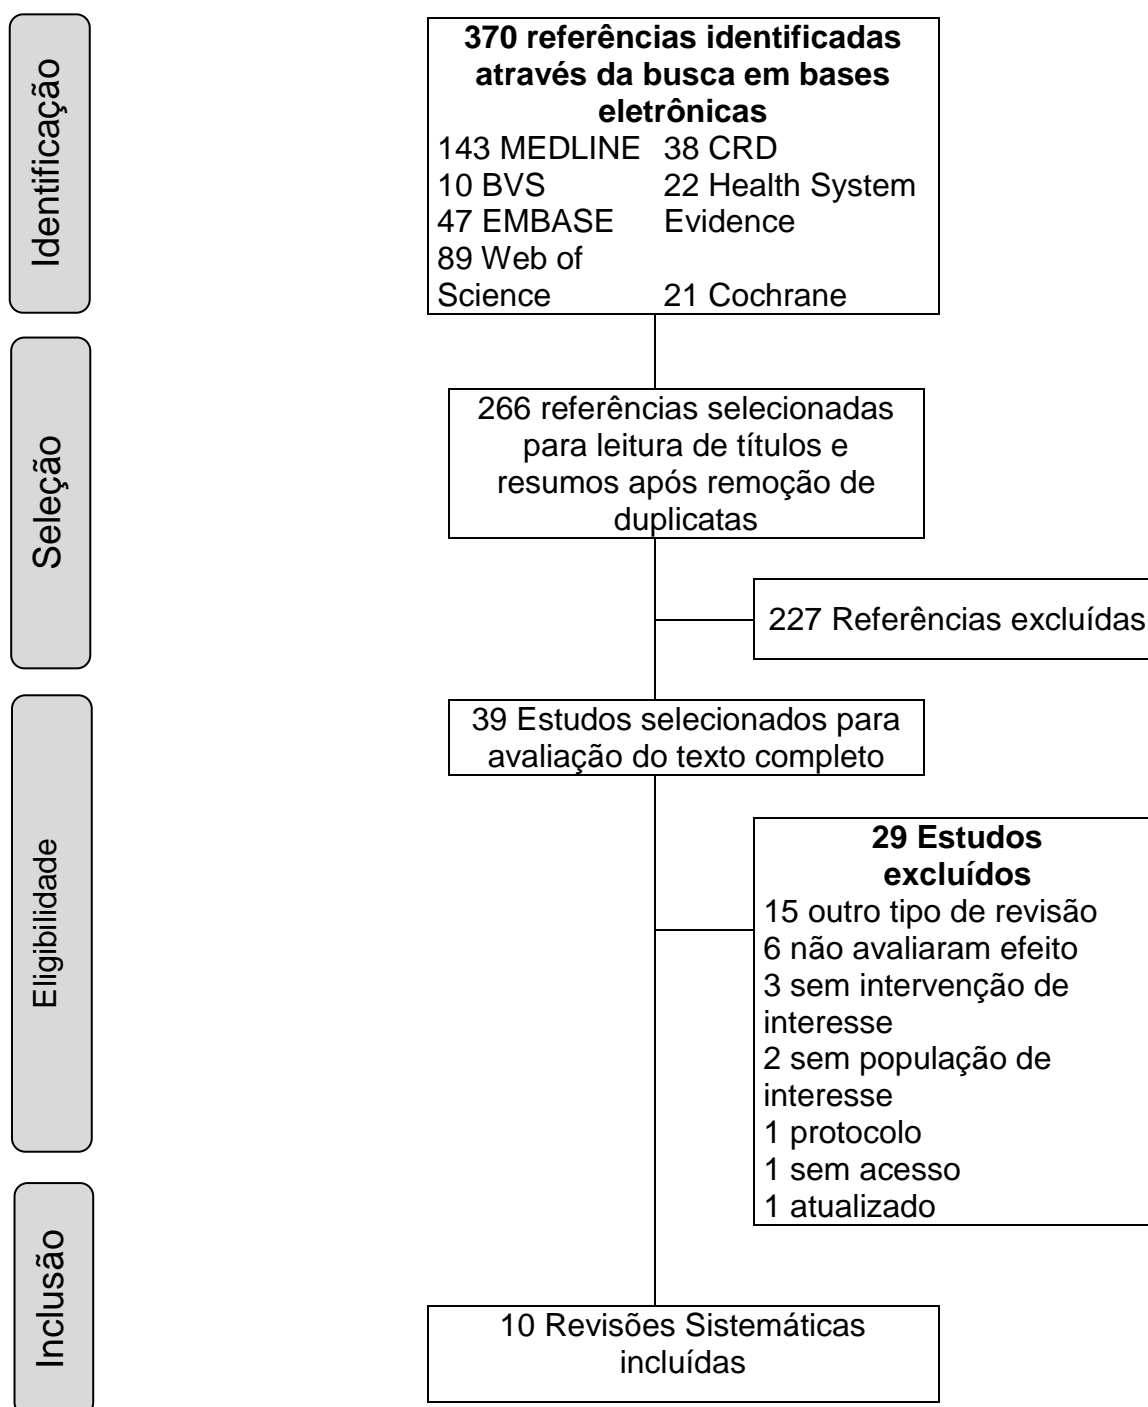 Identificação
370 referências identificadas
através da busca em bases
eletrônicas
143 MEDLINE
10 BVS
47 EMBASE
89 Web of
Science
38 CRD
22 Health System
Evidence
21 Cochrane
Seleção
266 referências selecionadas
para leitura de títulos e
resumos após remoção de
duplicatas
227 Referências excluídas
Eligibilidade
39 Estudos selecionados para
avaliação do texto completo
29 Estudos
excluídos
15 outro tipo de revisão
6 não avaliaram efeito
3 sem intervenção de
interesse
2 sem população de
interesse
1 protocolo
1 sem acesso
1 atualizado
Inclusão
10 Revisões Sistemáticas
incluídas